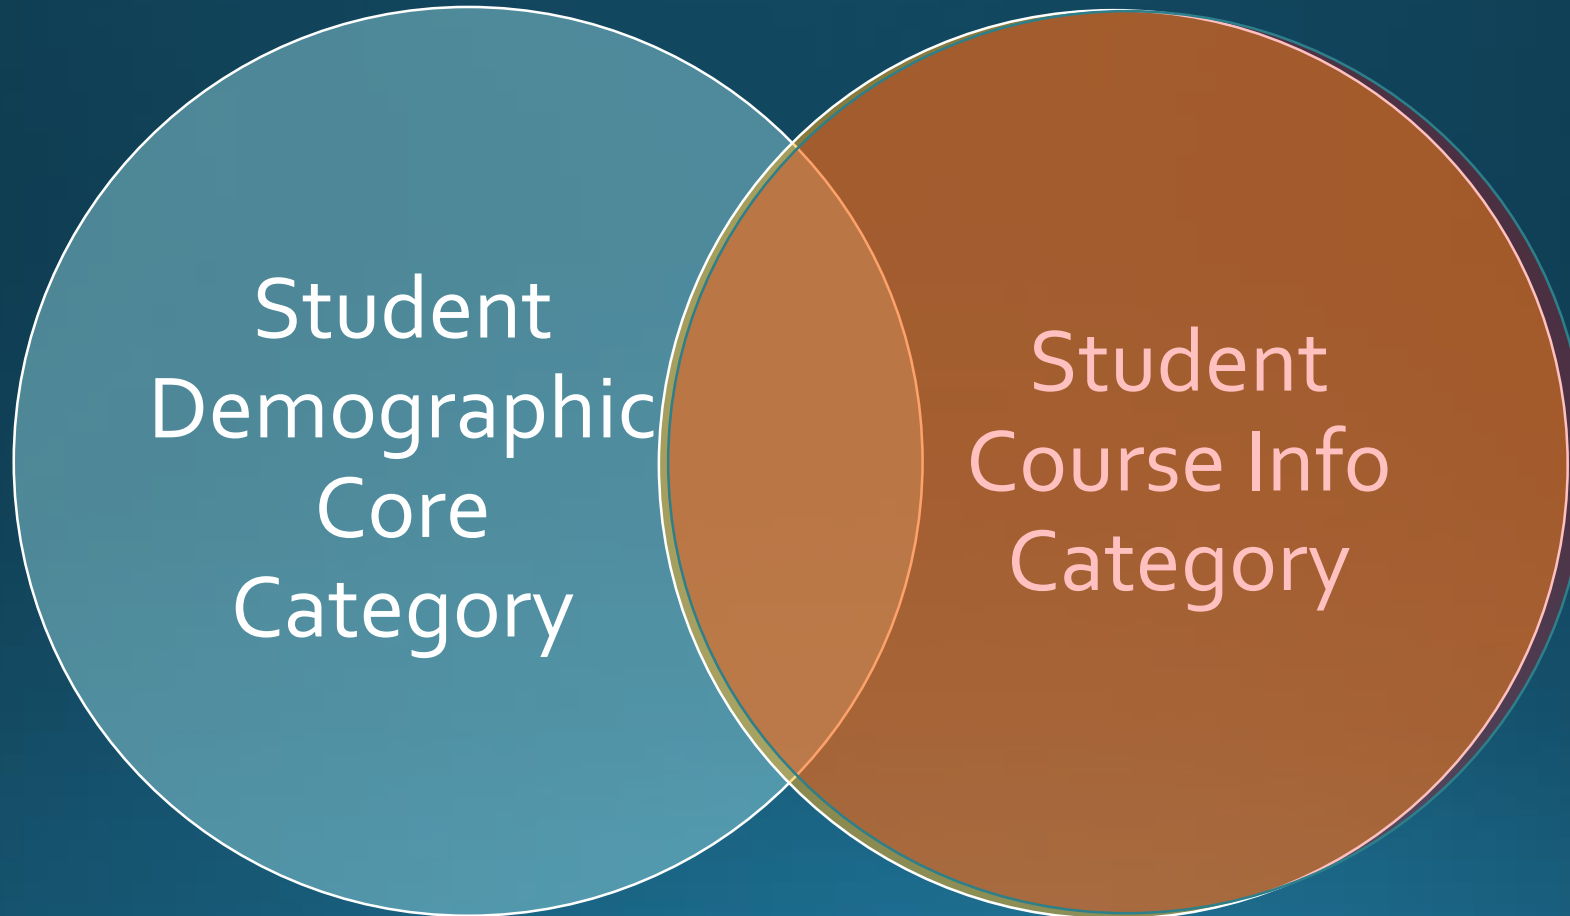 Student
Demographic
Core
Category
Student
Course Info
Category